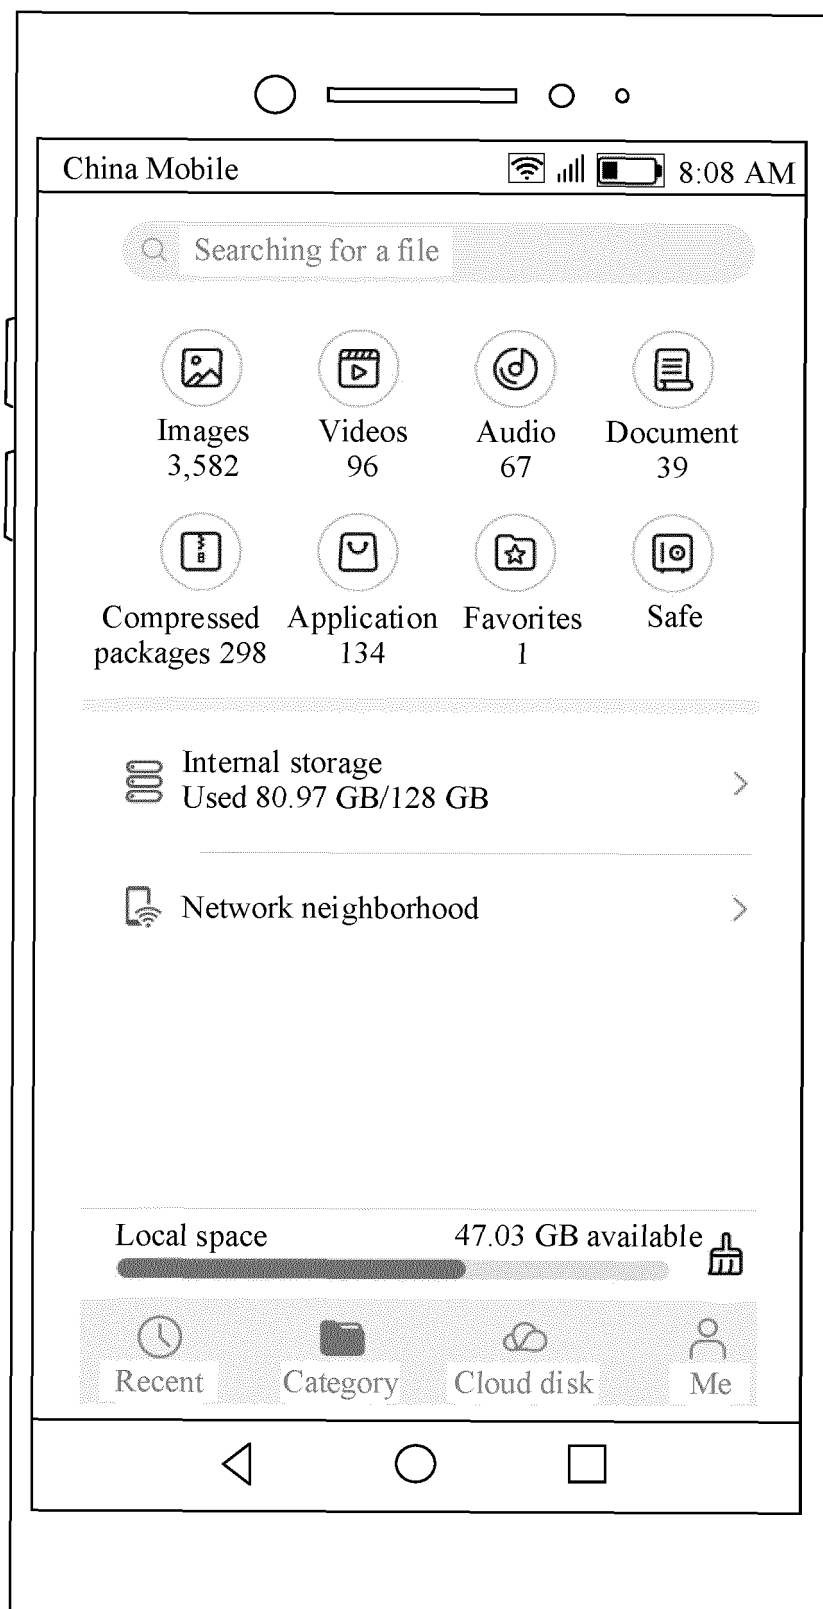 China Mobile 8:08 AM
Searching for a file
Images Videos Audio Document
3,582 96 67 39
Compressed Application Favorites Safe
packages 298 134 1
Internal storage
Used 80.97 GB/128 GB
Network neighborhood
Local space 47.03 GB available
Recent Category Cloud disk Me